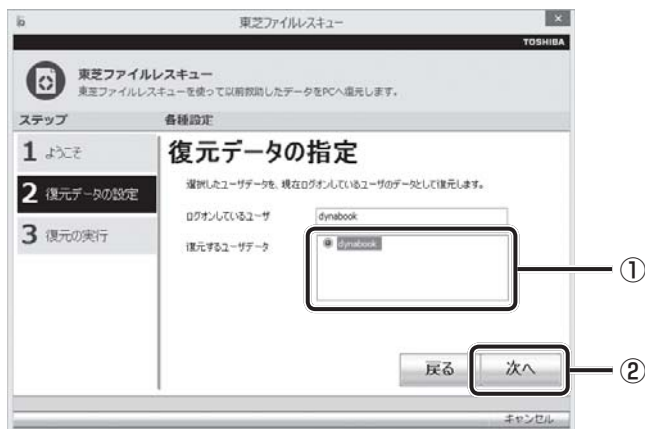 東芝ファイルレスキュー
TOSHIBA
東芝ファイルレスキュー
東芝ファイルレスキューを使って以前救助したデータをPCへ復元します。
ステップ
各種設定
1 ようこそ
2 復元データの設定
3 復元の実行
復元データの指定
選択したユーザデータを、現在ログオンしているユーザのデータとして復元します。
ログオンしているユーザ
dynabook
復元するユーザデータ
dynabook
①
戻る
次へ
②
キャンセル